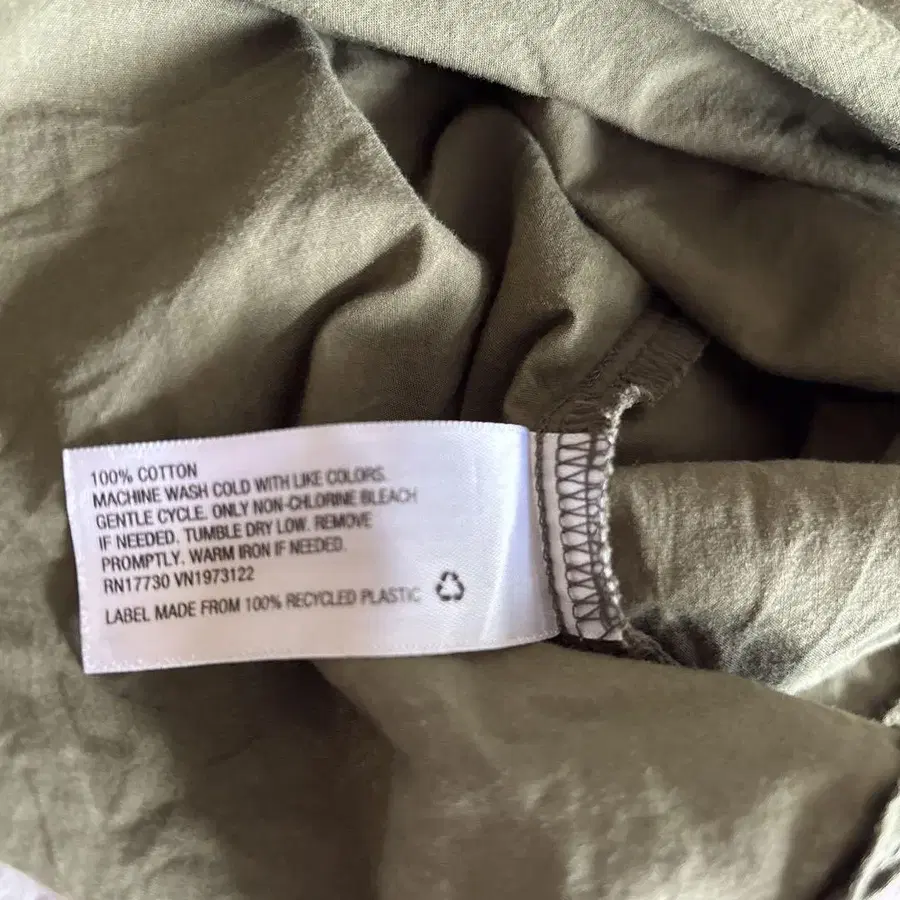 100% COTTON
MACHINE WASH COLD WITH LIKE COLORS.
GENTLE CYCLE. ONLY NON-CHLORINE BLEACH
IF NEEDED. TUMBLE DRY LOW. REMOVE
PROMPTLY. WARM IRON IF NEEDED.
RN17730 VN1973122
LABEL MADE FROM 100% RECYCLED PLASTIC